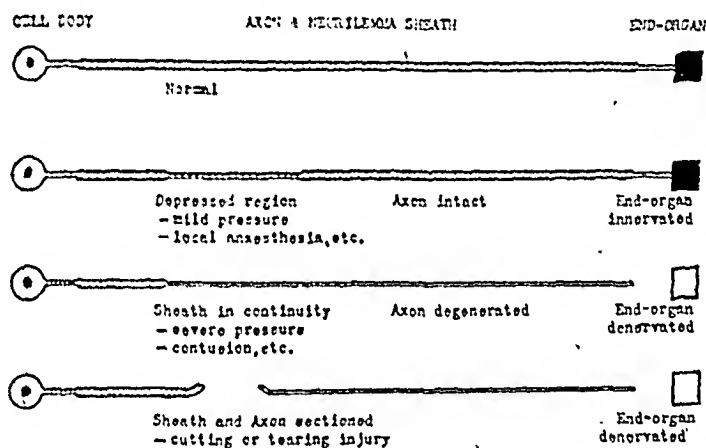 CELL BODY AXON & NEURILEMMA SHEATH END-ORGAN
Normal
Depressed region Axon intact End-organ
—mild pressure innervated
—local anaesthesia, etc.
Sheath in continuity Axon degenerated End-organ
—severe pressure denervated
—contusion, etc.
Sheath and Axon sectioned End-organ
—cutting or tearing injury denervated